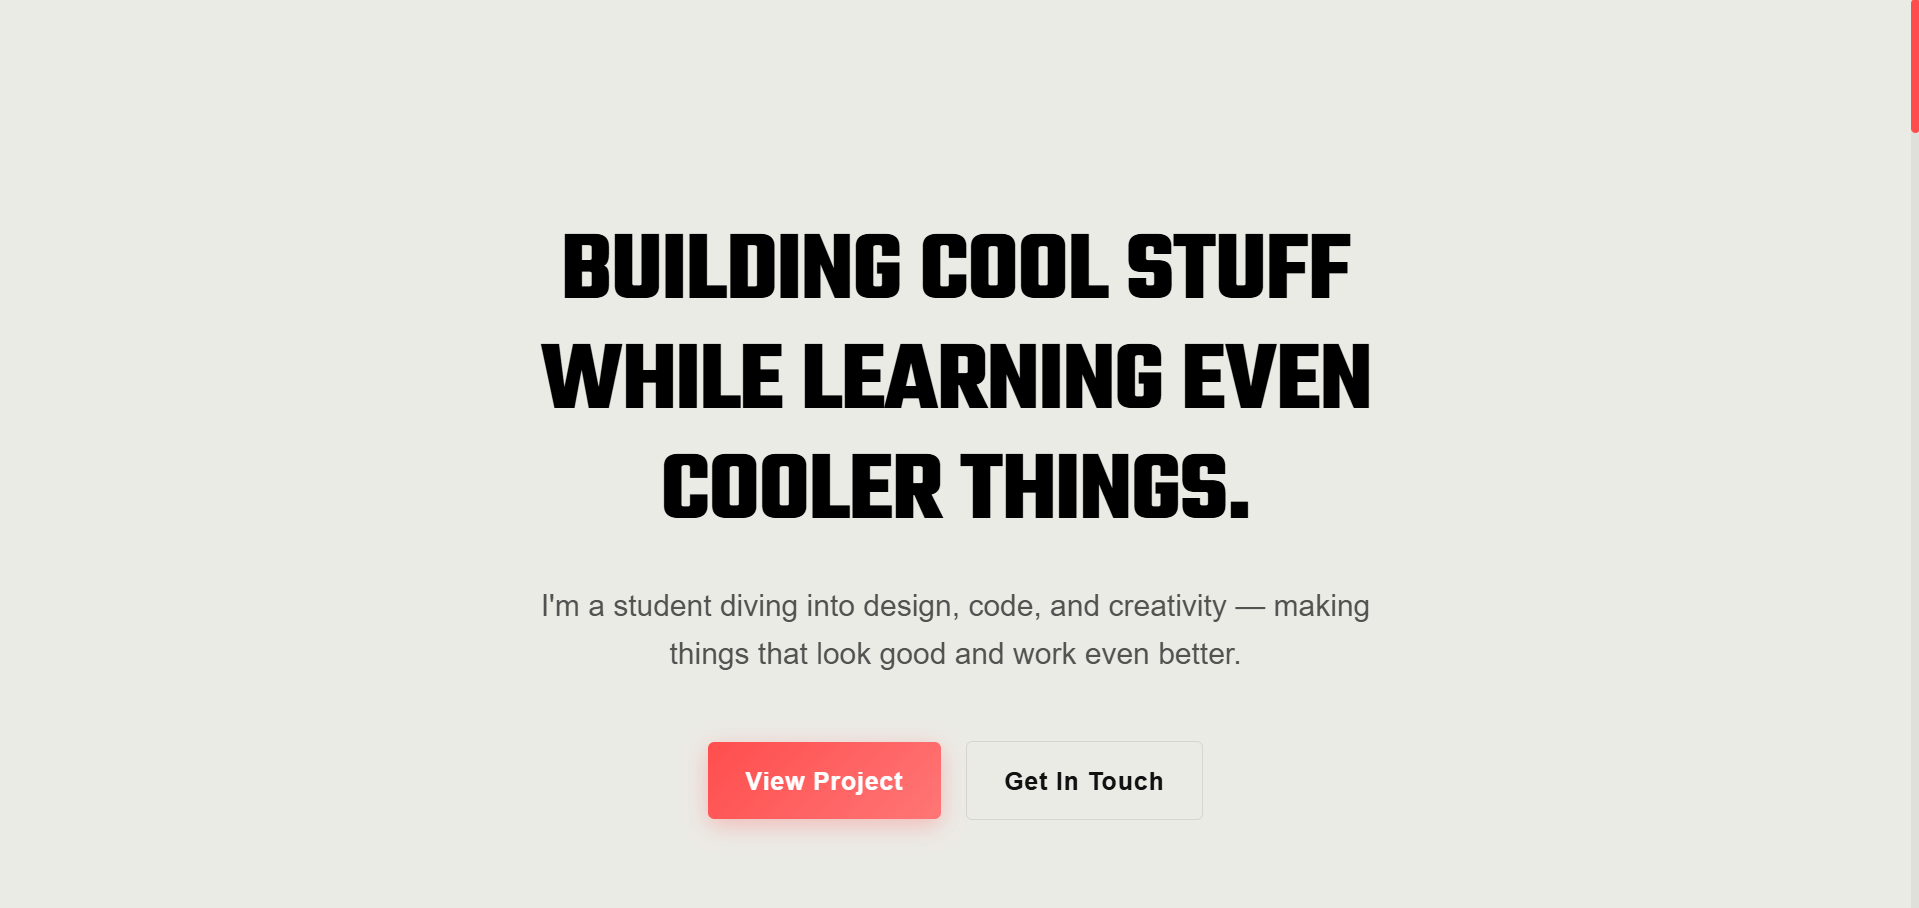 BUILDING COOL STUFF
WHILE LEARNING EVEN
COOLER THINGS.
I'm a student diving into design, code, and creativity — making
things that look good and work even better.
View Project
Get In Touch